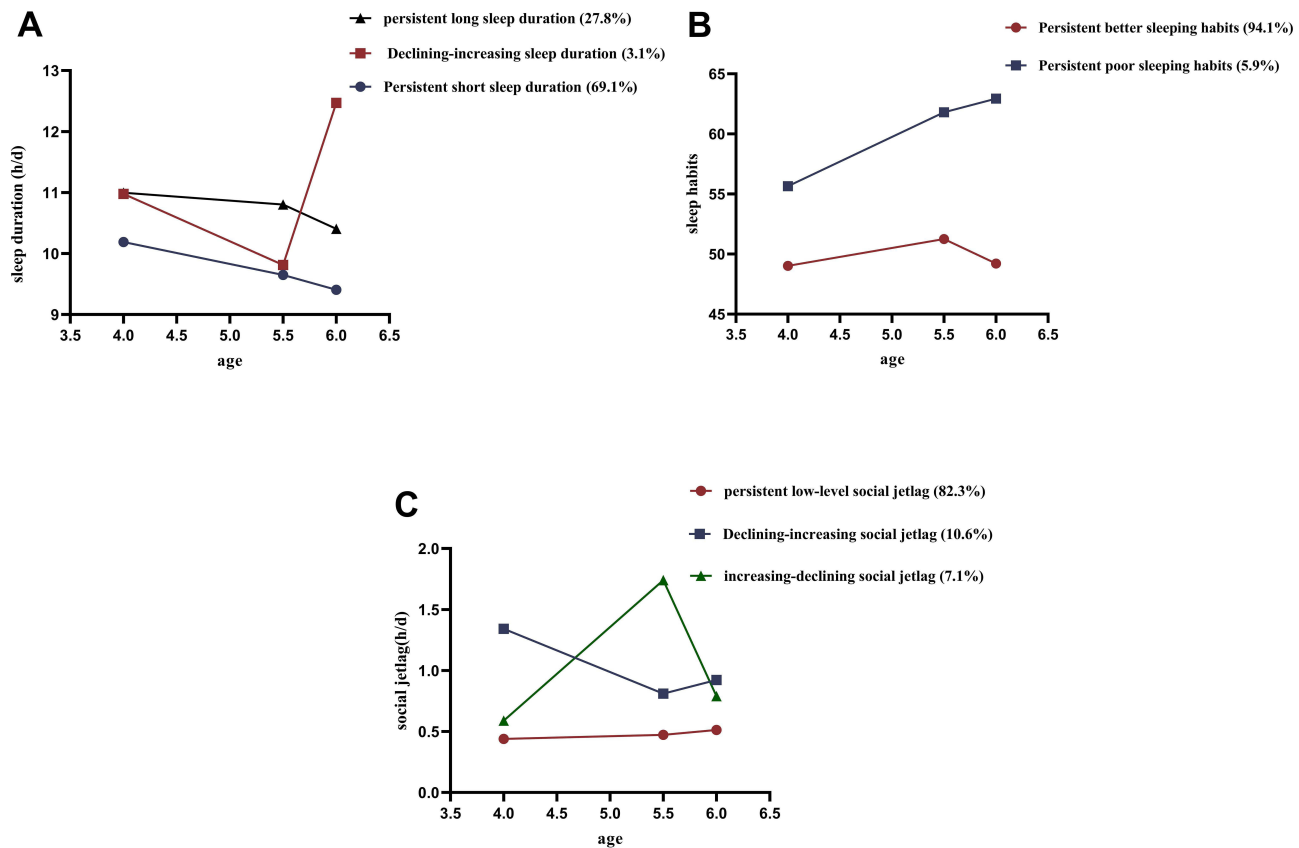 A
persistent long sleep duration (27.8%)
Declining-increasing sleep duration (3.1%)
Persistent short sleep duration (69.1%)
13
12
11
10
9
sleep duration (h/d)
3.5 4.0 4.5 5.0 5.5 6.0 6.5
age
B
Persistent better sleeping habits (94.1%)
Persistent poor sleeping habits (5.9%)
65
60
55
50
45
sleep habits
3.5 4.0 4.5 5.0 5.5 6.0 6.5
age
C
persistent low-level social jetlag (82.3%)
Declining-increasing social jetlag (10.6%)
increasing-declining social jetlag (7.1%)
2.0
1.5
1.0
0.5
0.0
social jetlag(h/d)
3.5 4.0 4.5 5.0 5.5 6.0 6.5
age